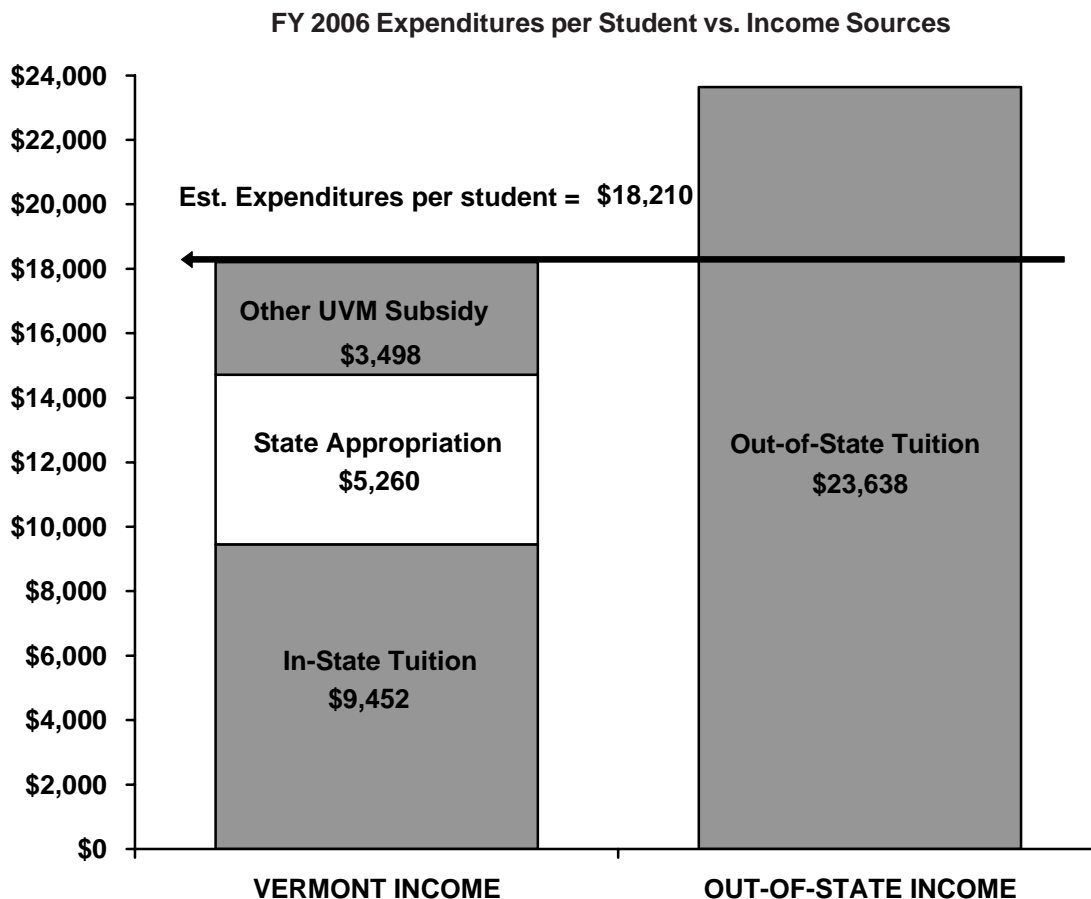 FY 2006 Expenditures per Student vs. Income Sources
$24,000
$22,000
$20,000
$18,000
$16,000
$14,000
$12,000
$10,000
$8,000
$6,000
$4,000
$2,000
$0
Est. Expenditures per student = $18,210
Other UVM Subsidy
$3,498
State Appropriation
$5,260
In-State Tuition
$9,452
Out-of-State Tuition
$23,638
VERMONT INCOME
OUT-OF-STATE INCOME